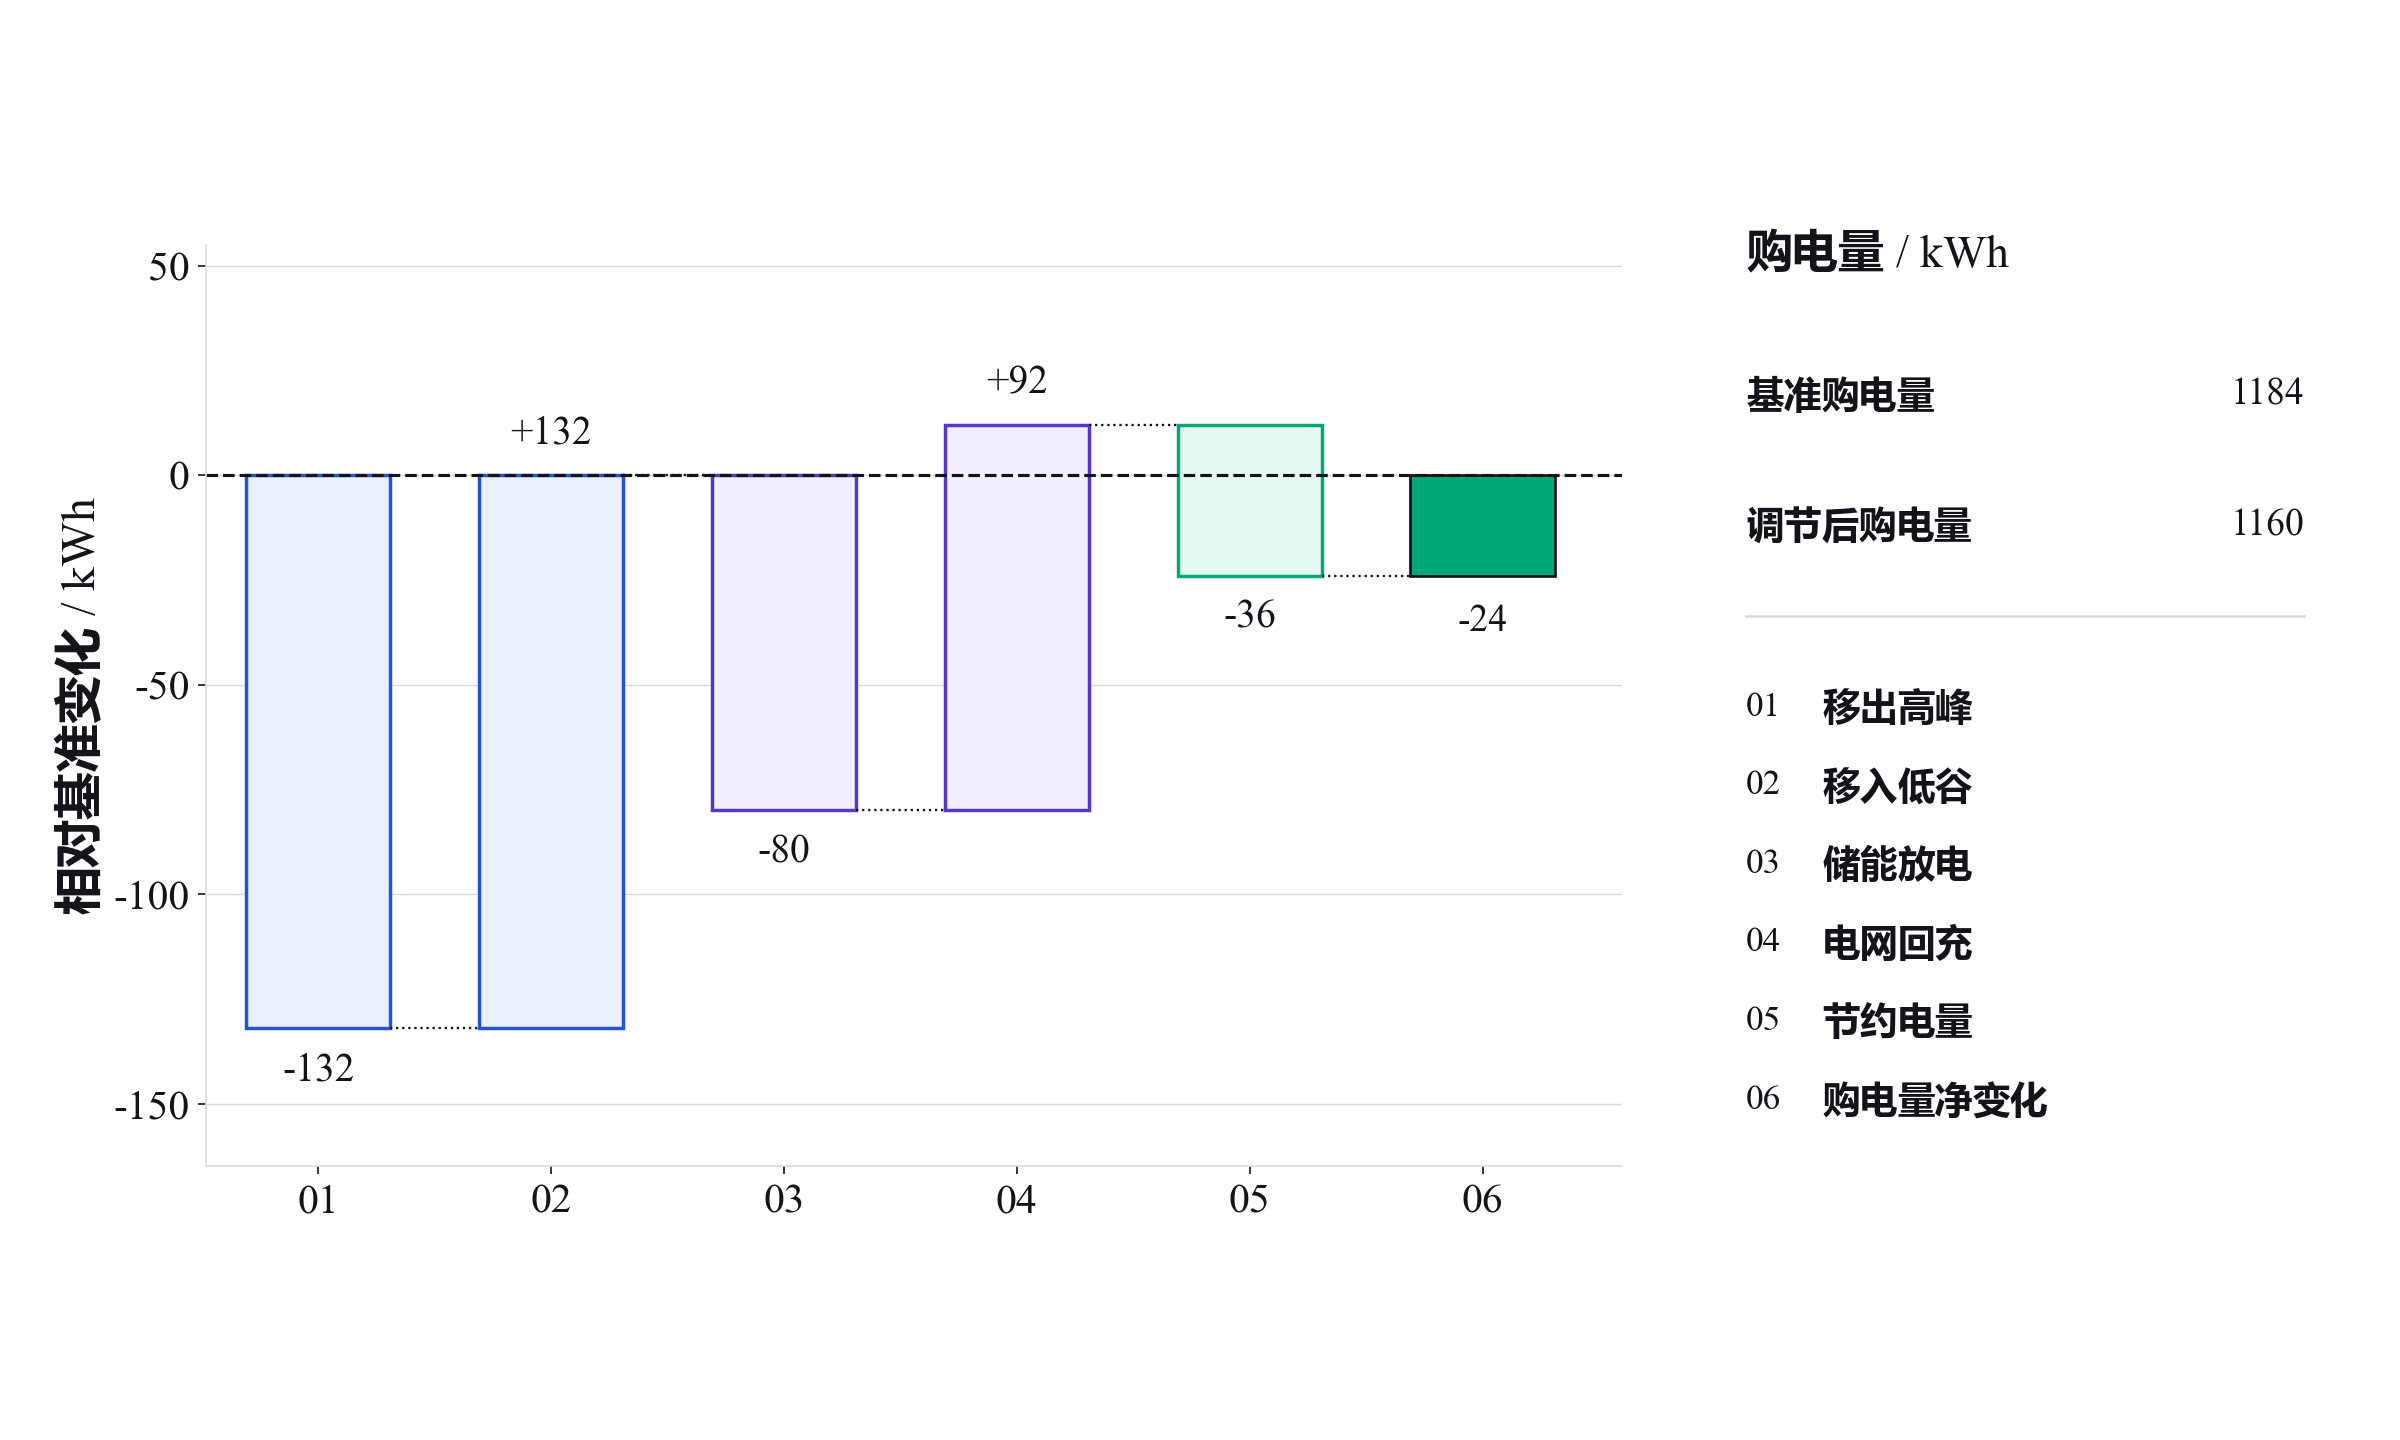 相对基准变化 / kWh
50
0
-50
-100
-150
-132
+132
-80
+92
-36
-24
01
02
03
04
05
06
购电量 / kWh
基准购电量 1184
调节后购电量 1160
01 移出高峰
02 移入低谷
03 储能放电
04 电网回充
05 节约电量
06 购电量净变化